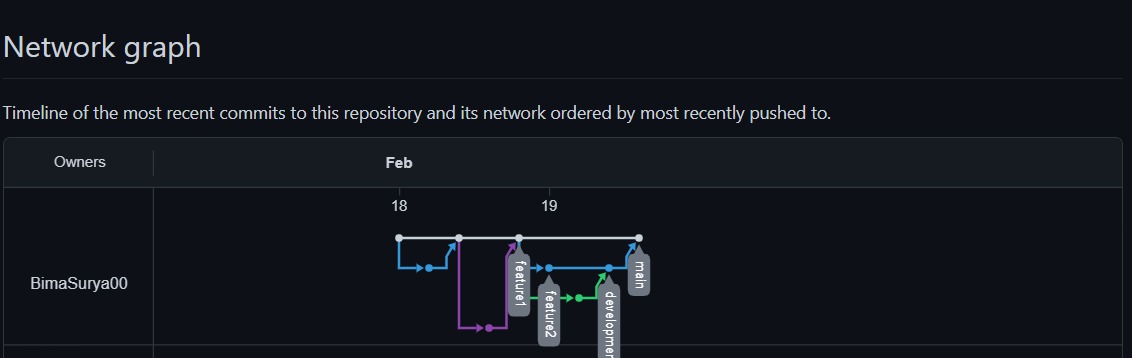 Network graph
Timeline of the most recent commits to this repository and its network ordered by most recently pushed to.
Owners
Feb
18
19
BimaSurya00
feature1
feature2
main